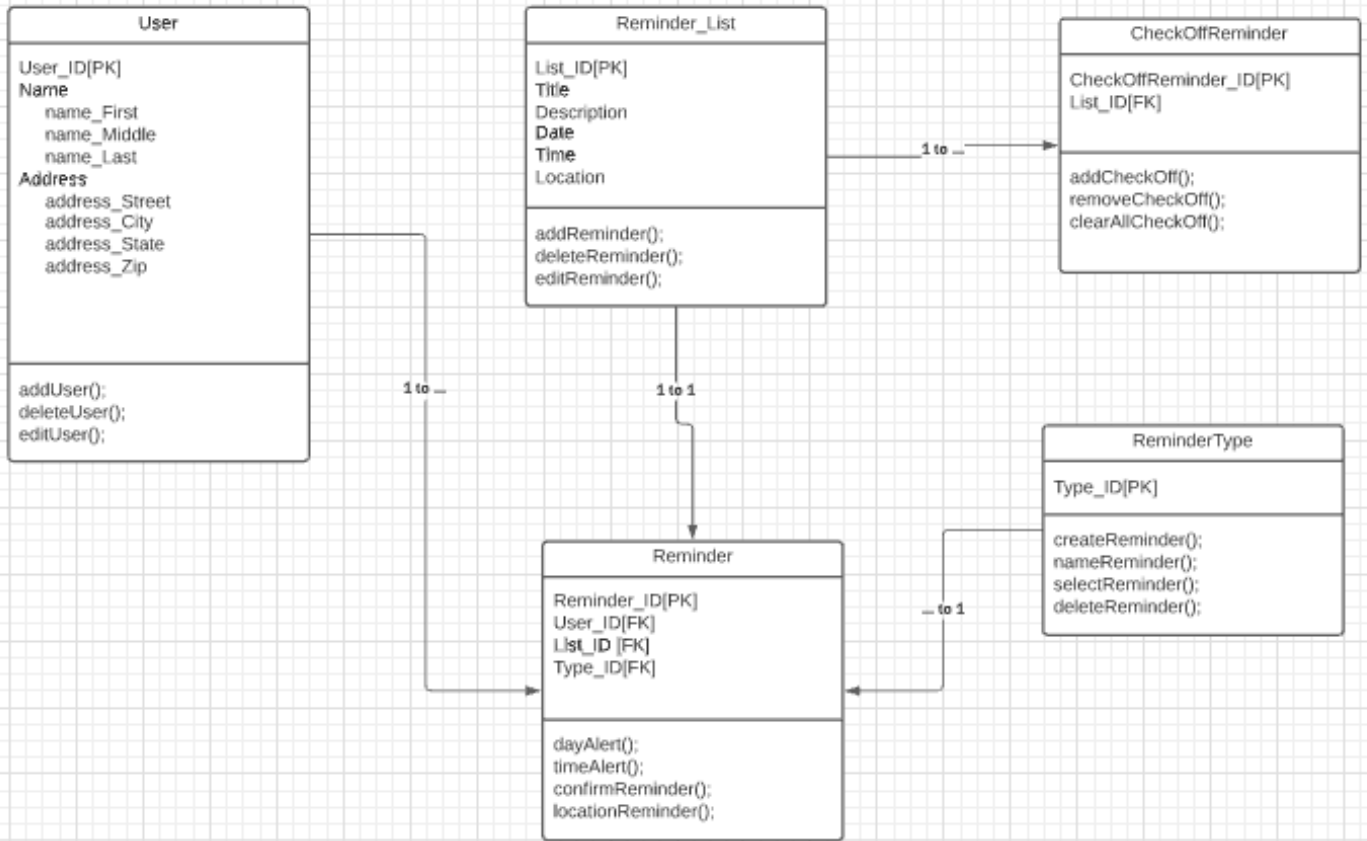 User
User_ID[PK]
Name
name_First
name_Middle
name_Last
Address
address_Street
address_City
address_State
address_Zip
addUser();
deleteUser();
editUser();
Reminder_List
List_ID[PK]
Title
Description
Date
Time
Location
addReminder();
deleteReminder();
editReminder();
CheckOffReminder
CheckOffReminder_ID[PK]
List_ID[FK]
addCheckOff();
removeCheckOff();
clearAllCheckOff();
1 to ...
1 to ...
1 to 1
ReminderType
Type_ID[PK]
createReminder();
nameReminder();
selectReminder();
deleteReminder();
... to 1
Reminder
Reminder_ID[PK]
User_ID[FK]
List_ID [FK]
Type_ID[FK]
dayAlert();
timeAlert();
confirmReminder();
locationReminder();